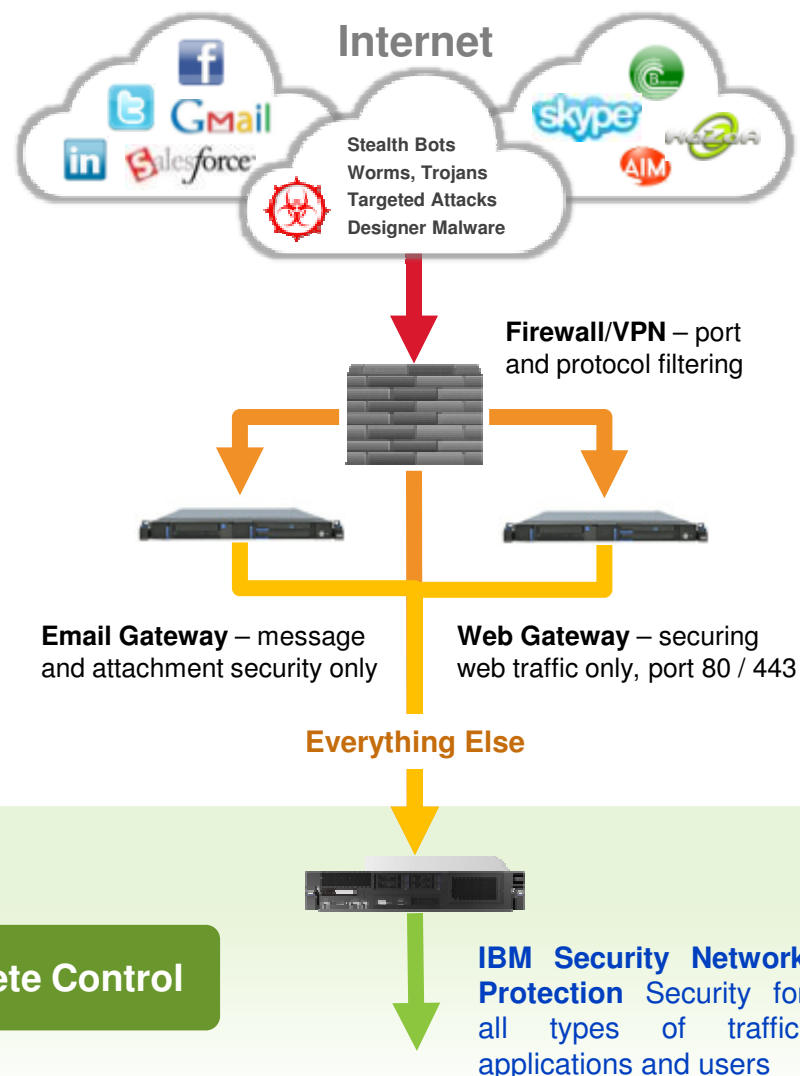 Internet
f
t
GMail
in
Salesforce
Stealth Bots
Worms, Trojans
Targeted Attacks
Designer Malware
skype
B
KaZaA
AIM
Firewall/VPN – port
and protocol filtering
Email Gateway – message
and attachment security only
Web Gateway – securing
web traffic only, port 80 / 443
Everything Else
ete Control
IBM Security Network
Protection Security for
all types of traffic
applications and users